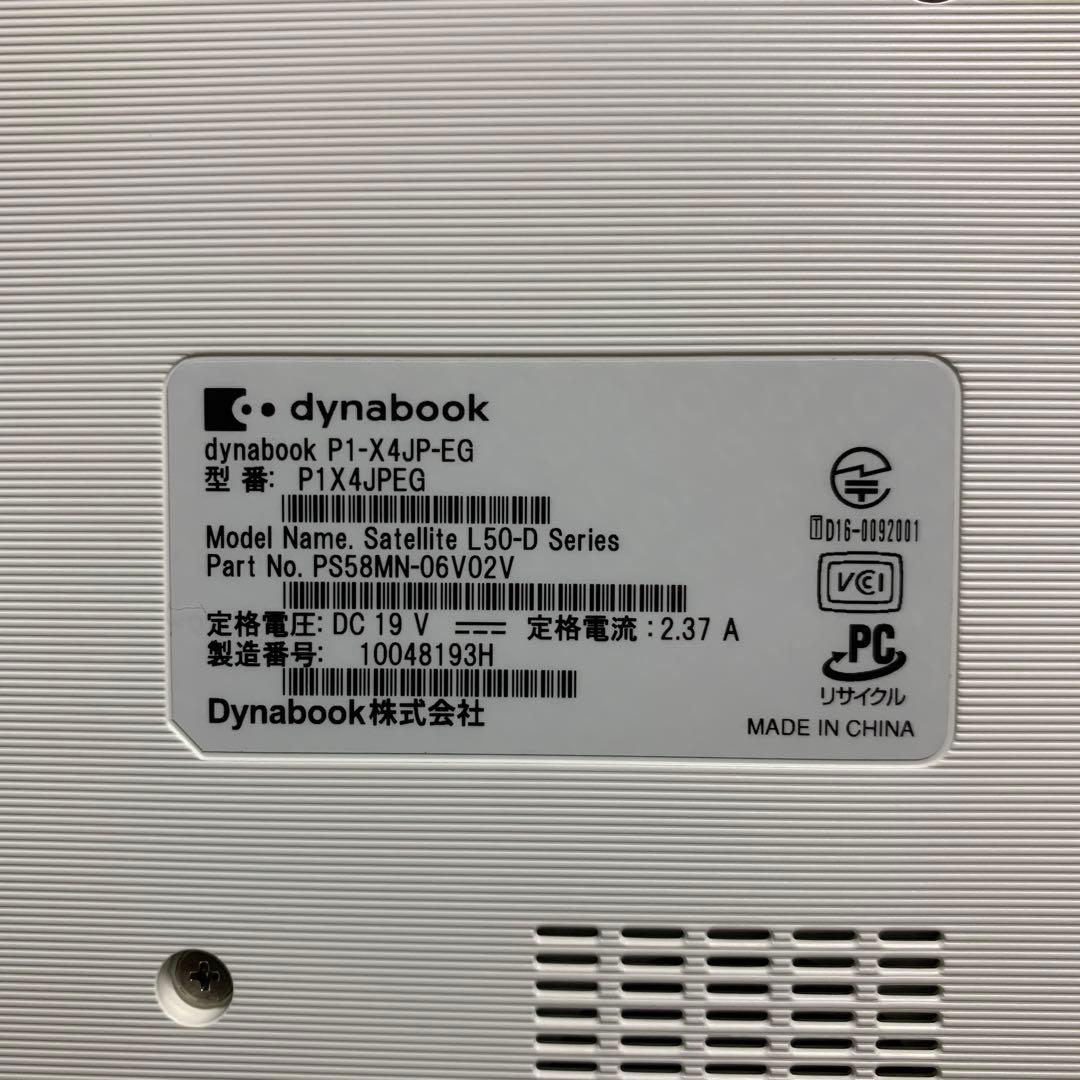 dynabook
dynabook P1-X4JP-EG
型 番: P1X4JPEG
Model Name. Satellite L50-D Series
Part No. PS58MN-06V02V
定格電圧: DC 19 V 定格電流 : 2.37 A
製造番号: 10048193H
Dynabook株式会社
T D16-0092001
VCI
PC
リサイクル
MADE IN CHINA